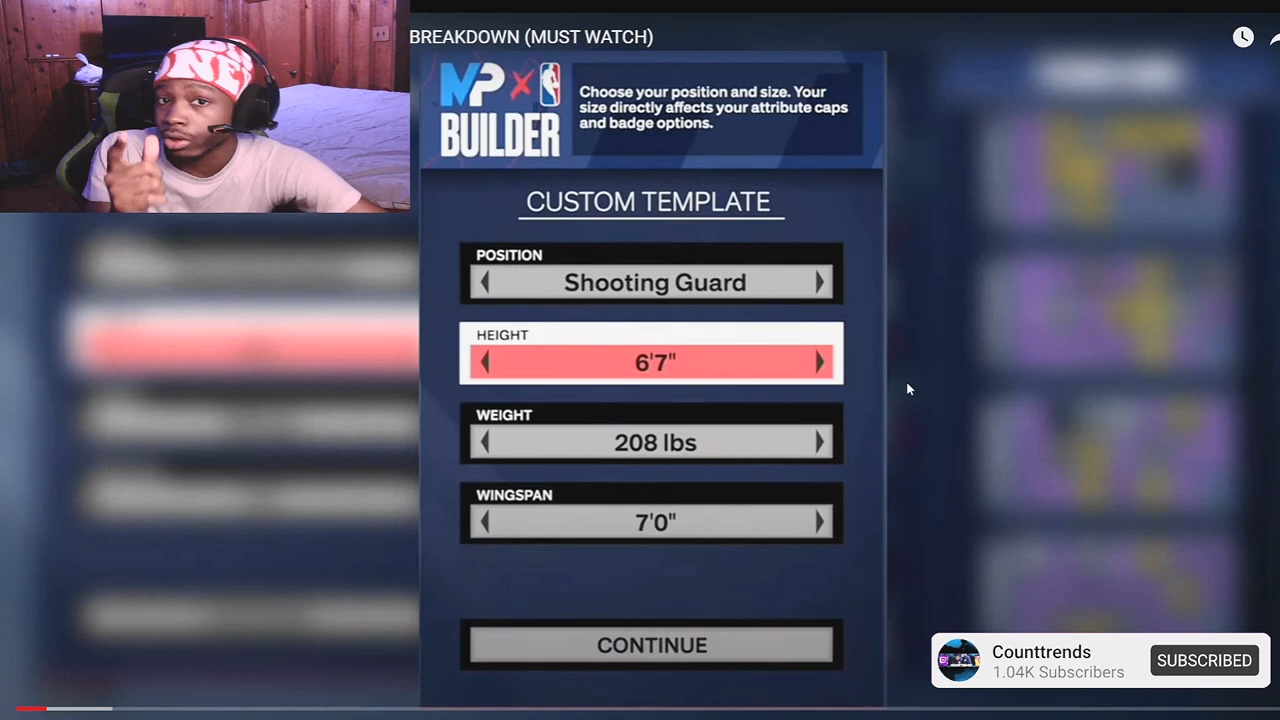 BREAKDOWN (MUST WATCH)
MP X
BUILDER
Choose your position and size. Your
size directly affects your attribute caps
and badge options.
CUSTOM TEMPLATE
POSITION
Shooting Guard
HEIGHT
6'7"
WEIGHT
208 lbs
WINGSPAN
7'0"
CONTINUE
Counttrends
1.04K Subscribers
SUBSCRIBED